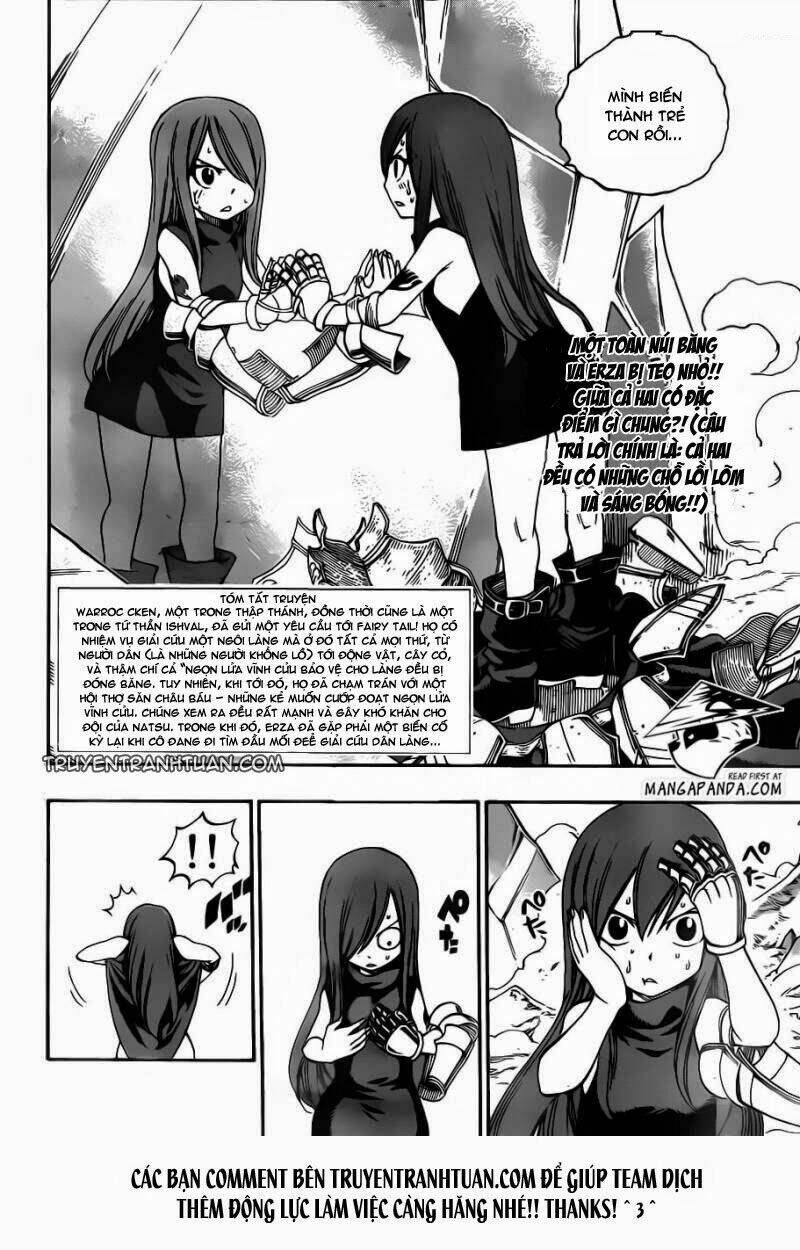 MÌNH BIẾN
THÀNH TRẺ
CON RỒI...
MỘT TOÀN NÚI BĂNG
VÀ ERZA BỊ TEO NHỎ!!
GIỮA CẢ HAI CÓ ĐẶC
ĐIỂM GÌ CHUNG?! (CÂU
TRẢ LỜI CHÍNH LÀ: CẢ HAI
ĐỀU CÓ NHỮNG CHỖ LỒI LÕM
VÀ SÁNG BÓNG!!)
TÓM TẮT TRUYỆN
WARROC CKEN, MỘT TRONG THẬP THÁNH, ĐỒNG THỜI CŨNG LÀ MỘT
TRONG TỨ THẦN ISHVAL, ĐÃ GỬI MỘT YÊU CẦU TỚI FAIRY TAIL! HỌ CÓ
NHIỆM VỤ GIẢI CỨU MỘT NGÔI LÀNG MÀ Ở ĐÓ TẤT CẢ MỌI THỨ, TỪ
NGƯỜI DÂN (LÀ NHỮNG NGƯỜI KHỔNG LỒ) TỚI ĐỘNG VẬT, CÂY CỎ,
VÀ THẬM CHÍ CẢ "NGỌN LỬA VĨNH CỬU BẢO VỆ CHO LÀNG ĐỀU BỊ
ĐÓNG BĂNG. TUY NHIÊN, KHI TỚI ĐÓ, HỌ ĐÃ CHẠM TRÁN VỚI MỘT
HỘI THỢ SĂN CHÂU BÁU - NHỮNG KẺ MUỐN CƯỚP ĐOẠT NGỌN LỬA
VĨNH CỬU. CHÚNG XEM RA ĐỀU RẤT MẠNH VÀ GÂY KHÓ KHĂN CHO
ĐỘI CỦA NATSU. TRONG KHI ĐÓ, ERZA ĐÃ GẶP PHẢI MỘT BIẾN CỐ
KỲ LẠI KHI CÔ ĐANG ĐI TÌM ĐẦU MỐI ĐEỂ GIẢI CỨU DÂN LÀNG...
TRUYENTRANHTUAN.COM
READ FIRST AT
MANGAPANDA.COM
!!
ペロ
ペた
CÁC BẠN COMMENT BÊN TRUYENTRANHTUAN.COM ĐỂ GIÚP TEAM DỊCH
THÊM ĐỘNG LỰC LÀM VIỆC CÀNG HĂNG NHÉ!! THANKS! ^3^